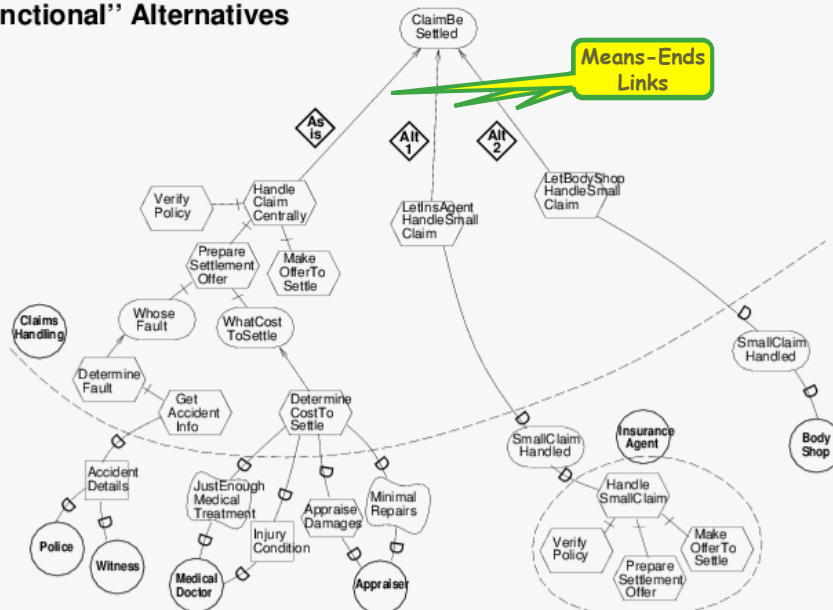 nctional” Alternatives
ClaimBe
Settled
Means-Ends
Links
As
is
Alt
1
Alt
2
Verify
Policy
Handle
Claim
Centrally
LetInsAgent
HandleSmall
Claim
LetBodyShop
HandleSmall
Claim
Prepare
Settlement
Offer
Make
OfferTo
Settle
Claims
Handling
Whose
Fault
WhatCost
ToSettle
SmallClaim
Handled
Determine
Fault
Get
Accident
Info
Determine
CostTo
Settle
SmallClaim
Handled
Insurance
Agent
Body
Shop
Accident
Details
JustEnough
Medical
Treatment
Injury
Condition
Appraise
Damages
Minimal
Repairs
Handle
SmallClaim
Police
Witness
Medical
Doctor
Appraiser
Verify
Policy
Prepare
Settlement
Offer
Make
OfferTo
Settle